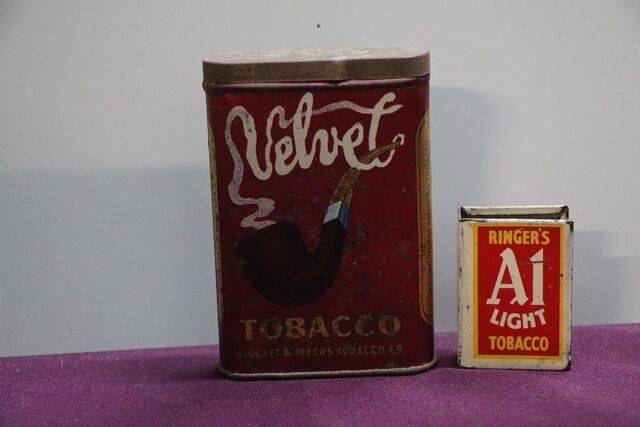 Velvet
TOBACCO
LIGGETT & MYERS TOBACCO CO.
RINGER'S
A1
LIGHT
TOBACCO